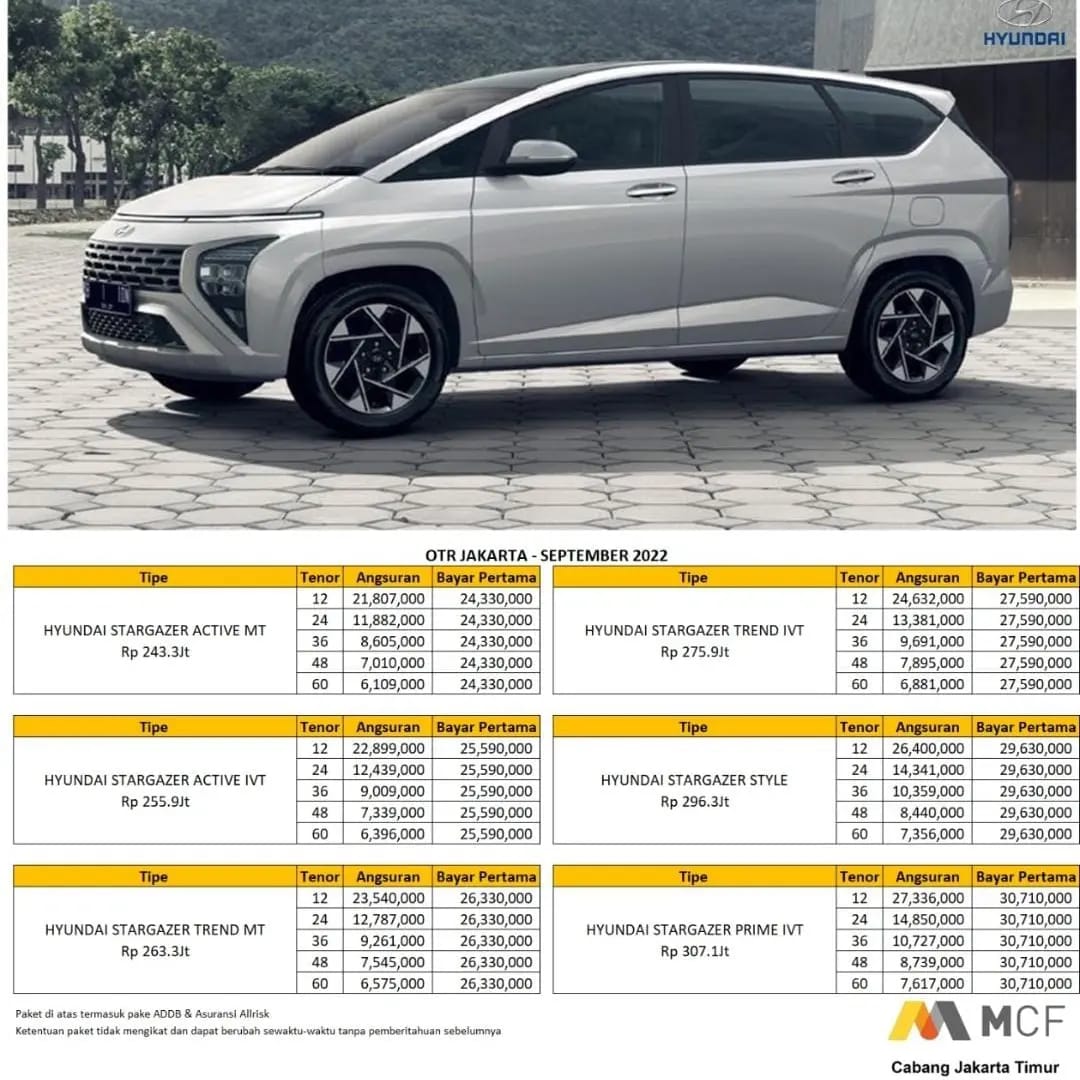 HYUNDAI
OTR JAKARTA - SEPTEMBER 2022
Tipe Tenor Angsuran Bayar Pertama
HYUNDAI STARGAZER ACTIVE MT
Rp 243.3Jt
12 21,807,000 24,330,000
24 11,882,000 24,330,000
36 8,605,000 24,330,000
48 7,010,000 24,330,000
60 6,109,000 24,330,000
Tipe Tenor Angsuran Bayar Pertama
HYUNDAI STARGAZER TREND IVT
Rp 275.9Jt
12 24,632,000 27,590,000
24 13,381,000 27,590,000
36 9,691,000 27,590,000
48 7,895,000 27,590,000
60 6,881,000 27,590,000
Tipe Tenor Angsuran Bayar Pertama
HYUNDAI STARGAZER ACTIVE IVT
Rp 255.9Jt
12 22,899,000 25,590,000
24 12,439,000 25,590,000
36 9,009,000 25,590,000
48 7,339,000 25,590,000
60 6,396,000 25,590,000
Tipe Tenor Angsuran Bayar Pertama
HYUNDAI STARGAZER STYLE
Rp 296.3Jt
12 26,400,000 29,630,000
24 14,341,000 29,630,000
36 10,359,000 29,630,000
48 8,440,000 29,630,000
60 7,356,000 29,630,000
Tipe Tenor Angsuran Bayar Pertama
HYUNDAI STARGAZER TREND MT
Rp 263.3Jt
12 23,540,000 26,330,000
24 12,787,000 26,330,000
36 9,261,000 26,330,000
48 7,545,000 26,330,000
60 6,575,000 26,330,000
Tipe Tenor Angsuran Bayar Pertama
HYUNDAI STARGAZER PRIME IVT
Rp 307.1Jt
12 27,336,000 30,710,000
24 14,850,000 30,710,000
36 10,727,000 30,710,000
48 8,739,000 30,710,000
60 7,617,000 30,710,000
Paket di atas termasuk pake ADDB & Asuransi Allrisk
Ketentuan paket tidak mengikat dan dapat berubah sewaktu-waktu tanpa pemberitahuan sebelumnya
MCF
Cabang Jakarta Timur